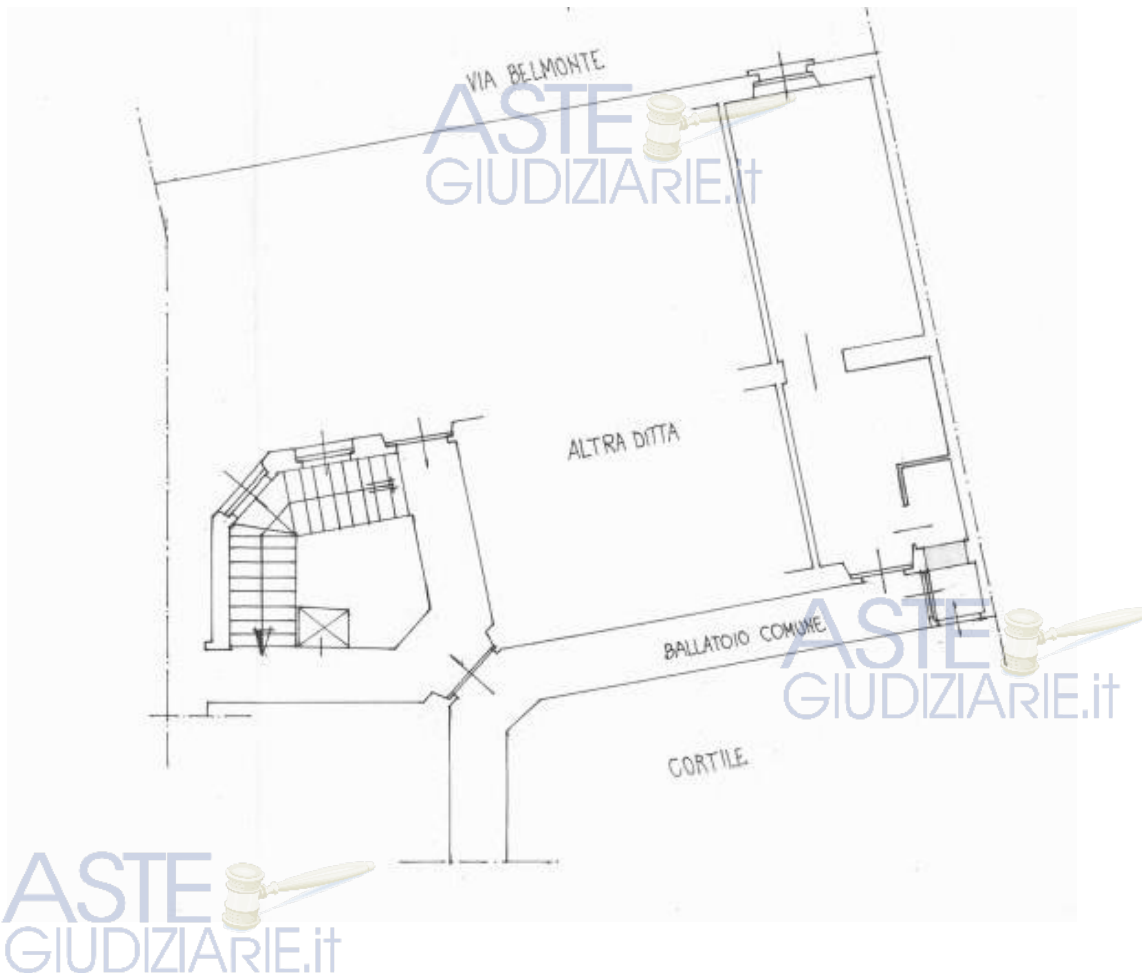 VIA BELMONTE
ASTE
GIUDIZIARIE.it
ALTRA DITTA
BALLATOIO COMUNE
ASTE
GIUDIZIARIE.it
CORTILE
ASTE
GIUDIZIARIE.it